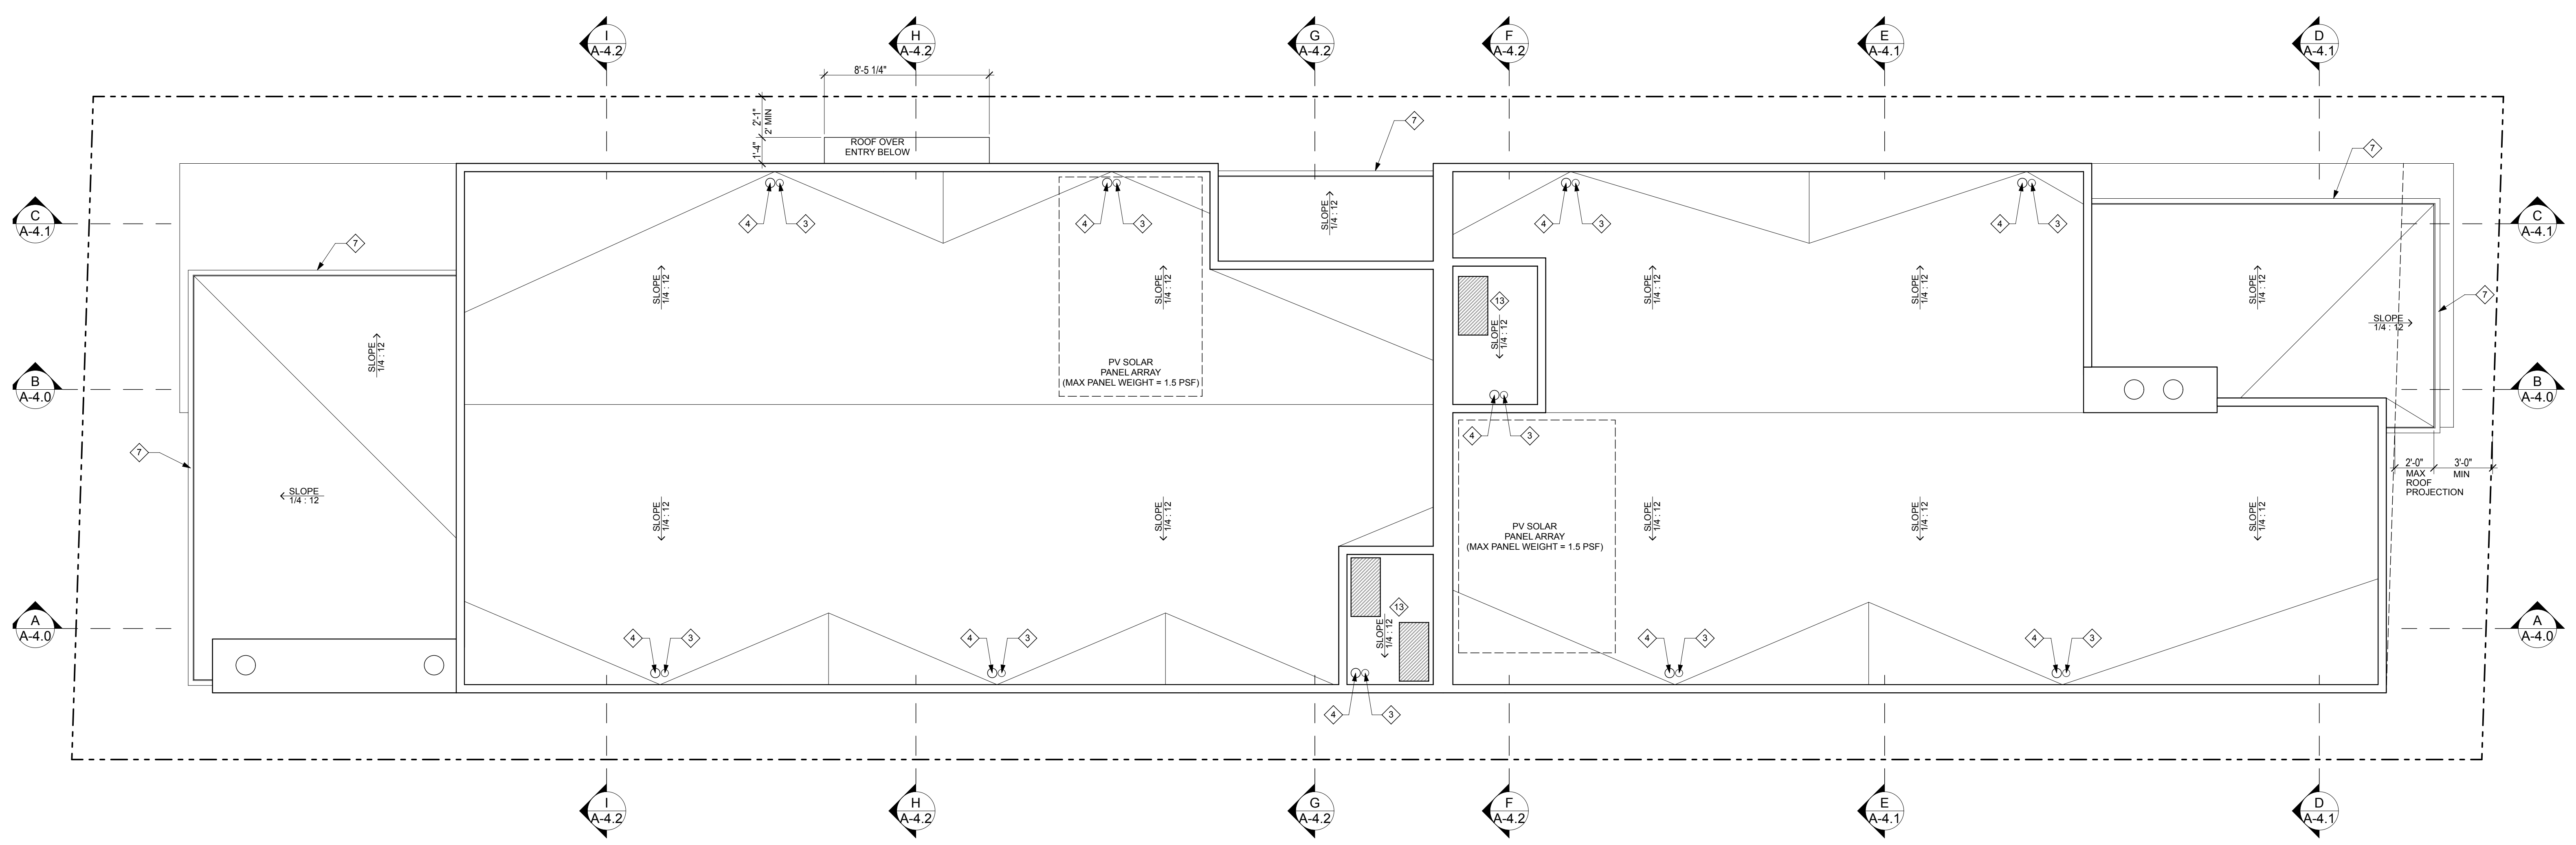 I
A-4.2
H
A-4.2
G
A-4.2
F
A-4.2
E
A-4.1
D
A-4.1
8'-5 1/4"
2'-1"
2' MIN
1'-4"
ROOF OVER
ENTRY BELOW
7
7
C
A-4.1
4
3
4
3
4
3
4
3
C
A-4.1
SLOPE
1/4 : 12
7
SLOPE
1/4 : 12
SLOPE
1/4 : 12
SLOPE
1/4 : 12
SLOPE
1/4 : 12
SLOPE
1/4 : 12
7
13
SLOPE
1/4 : 12
SLOPE
1/4 : 12
SLOPE
1/4 : 12
PV SOLAR
PANEL ARRAY
(MAX PANEL WEIGHT = 1.5 PSF)
B
A-4.0
B
A-4.0
4
3
7
2'-0"
MAX
ROOF
PROJECTION
3'-0"
MIN
SLOPE
1/4 : 12
SLOPE
1/4 : 12
SLOPE
1/4 : 12
PV SOLAR
PANEL ARRAY
(MAX PANEL WEIGHT = 1.5 PSF)
SLOPE
1/4 : 12
SLOPE
1/4 : 12
SLOPE
1/4 : 12
A
A-4.0
13
SLOPE
1/4 : 12
A
A-4.0
4
3
4
3
4
3
4
3
4
3
I
A-4.2
H
A-4.2
G
A-4.2
F
A-4.2
E
A-4.1
D
A-4.1